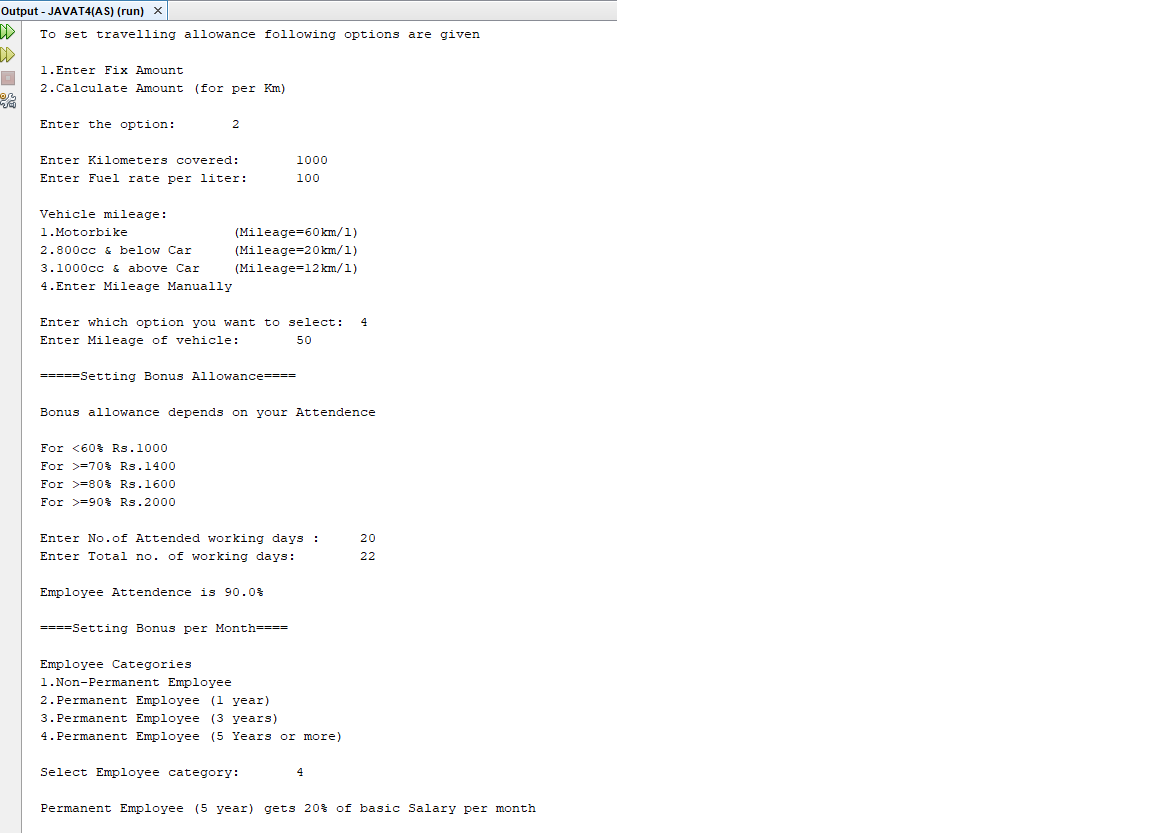 Output - JAVAT4(AS) (run) ×
To set travelling allowance following options are given
1.Enter Fix Amount
2.Calculate Amount (for per Km)
Enter the option: 2
Enter Kilometers covered: 1000
Enter Fuel rate per liter: 100
Vehicle mileage:
1.Motorbike (Mileage=60km/l)
2.800cc & below Car (Mileage=20km/l)
3.1000cc & above Car (Mileage=12km/l)
4.Enter Mileage Manually
Enter which option you want to select: 4
Enter Mileage of vehicle: 50
=====Setting Bonus Allowance====
Bonus allowance depends on your Attendence
For <60% Rs.1000
For >=70% Rs.1400
For >=80% Rs.1600
For >=90% Rs.2000
Enter No.of Attended working days : 20
Enter Total no. of working days: 22
Employee Attendence is 90.0%
====Setting Bonus per Month====
Employee Categories
1.Non-Permanent Employee
2.Permanent Employee (1 year)
3.Permanent Employee (3 years)
4.Permanent Employee (5 Years or more)
Select Employee category: 4
Permanent Employee (5 year) gets 20% of basic Salary per month